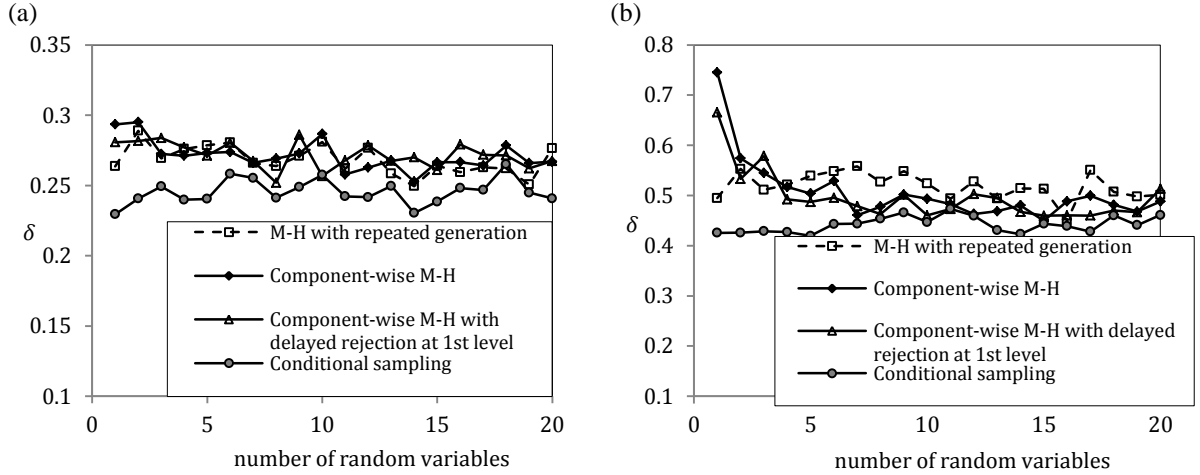 (a)
0.35
0.3
0.25
δ
0.2
0.15
0.1
0
5
10
15
20
number of random variables
M-H with repeated generation
Component-wise M-H
Component-wise M-H with
delayed rejection at 1st level
Conditional sampling
(b)
0.8
0.7
0.6
0.5
δ
0.4
0.3
0.2
0.1
0
5
10
15
20
number of random variables
M-H with repeated generation
Component-wise M-H
Component-wise M-H with delayed
rejection at 1st level
Conditional sampling